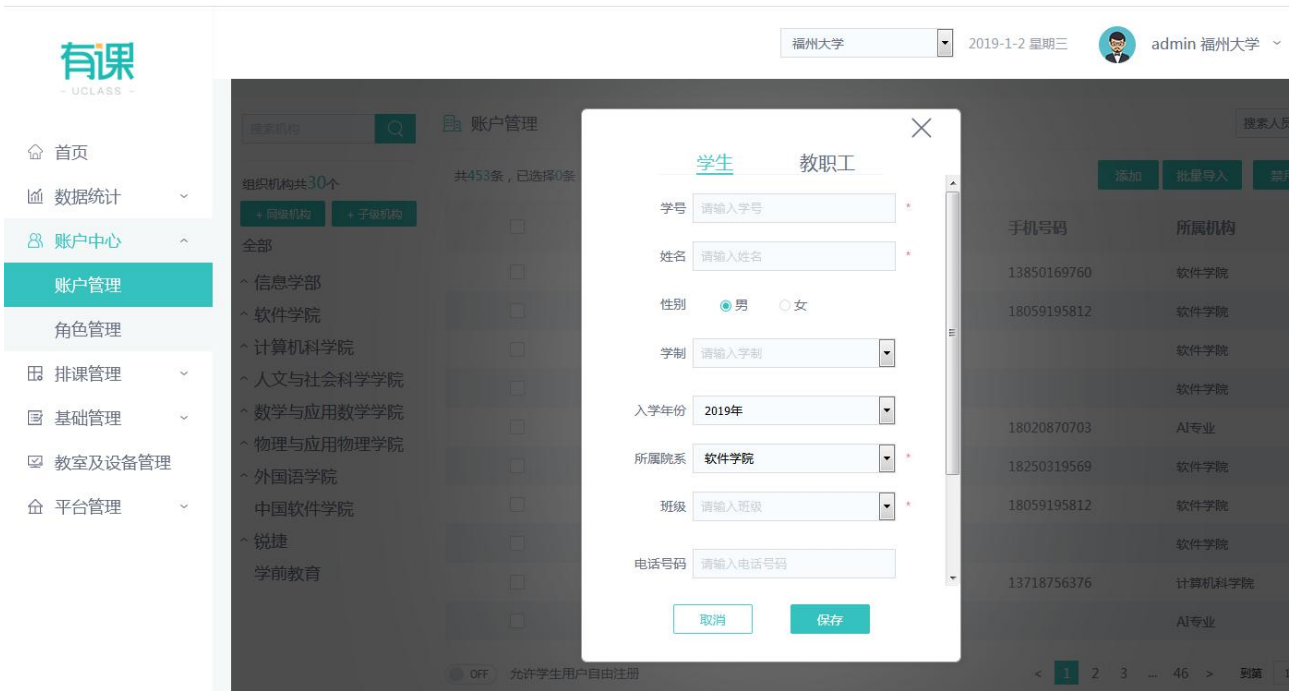 有课
- UCLASS -
福州大学
2019-1-2 星期三
admin 福州大学
首页
数据统计
账户中心
账户管理
角色管理
排课管理
基础管理
教室及设备管理
平台管理
搜索机构
组织机构共30个
+ 同级机构
+ 子级机构
全部
信息学部
软件学院
计算机科学院
人文与社会科学学院
数学与应用数学学院
物理与应用物理学院
外国语学院
中国软件学院
锐捷
学前教育
账户管理
搜索人员
共453条，已选择0条
添加
批量导入
禁用
手机号码 所属机构
13850169760 软件学院
18059195812 软件学院
软件学院
软件学院
18020870703 AI专业
18250319569 软件学院
18059195812 软件学院
软件学院
13718756376 计算机科学院
AI专业
OFF 允许学生用户自由注册
< 1 2 3 ... 46 > 到第 1
学生 教职工
学号 请输入学号 *
姓名 请输入姓名 *
性别 男 女
学制 请输入学制
入学年份 2019年
所属院系 软件学院 *
班级 请输入班级 *
电话号码 请输入电话号码
取消 保存